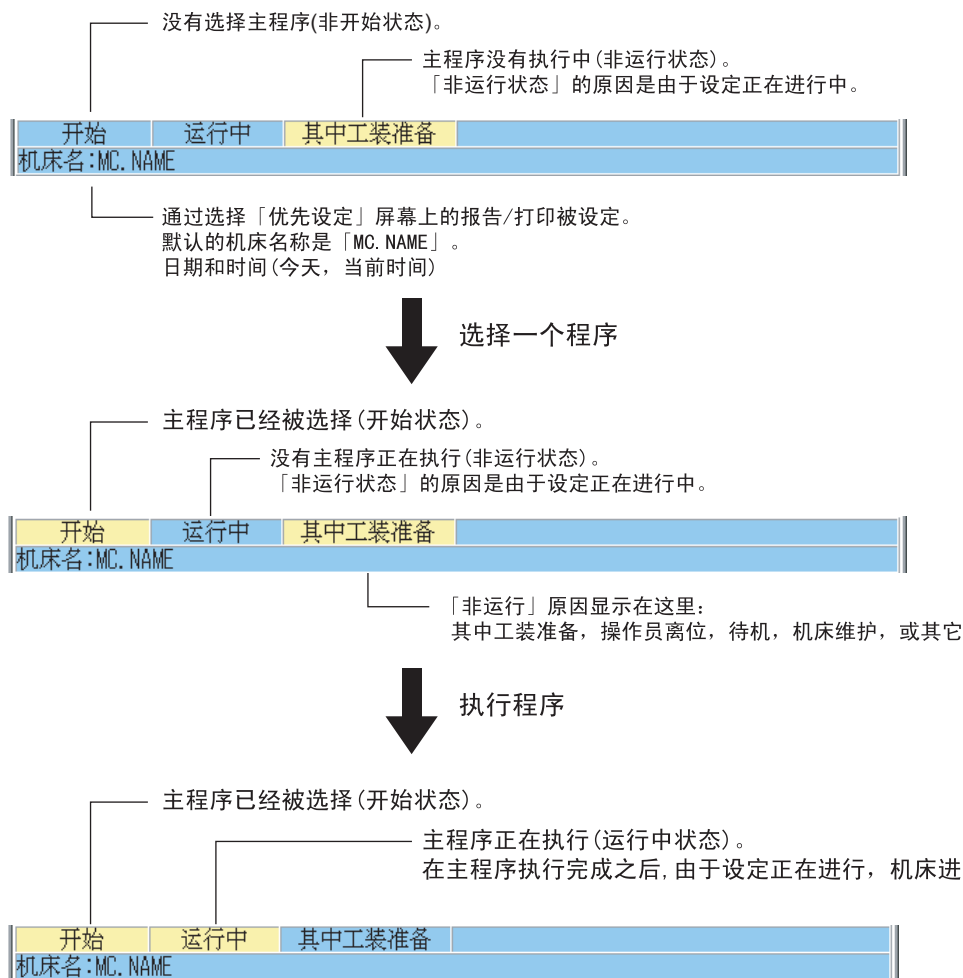 没有选择主程序(非开始状态)。
主程序没有执行中(非运行状态)。
「非运行状态」的原因是由于设定正在进行中。
开始 运行中 其中工装准备
机床名:MC.NAME
通过选择「优先设定」屏幕上的报告/打印被设定。
默认的机床名称是「MC.NAME」。
日期和时间(今天，当前时间)
选择一个程序
主程序已经被选择(开始状态)。
没有主程序正在执行(非运行状态)。
「非运行状态」的原因是由于设定正在进行中。
开始 运行中 其中工装准备
机床名:MC.NAME
「非运行」原因显示在这里:
其中工装准备，操作员离位，待机，机床维护，或其它
执行程序
主程序已经被选择(开始状态)。
主程序正在执行(运行中状态)。
在主程序执行完成之后,由于设定正在进行，机床进
开始 运行中 其中工装准备
机床名:MC.NAME